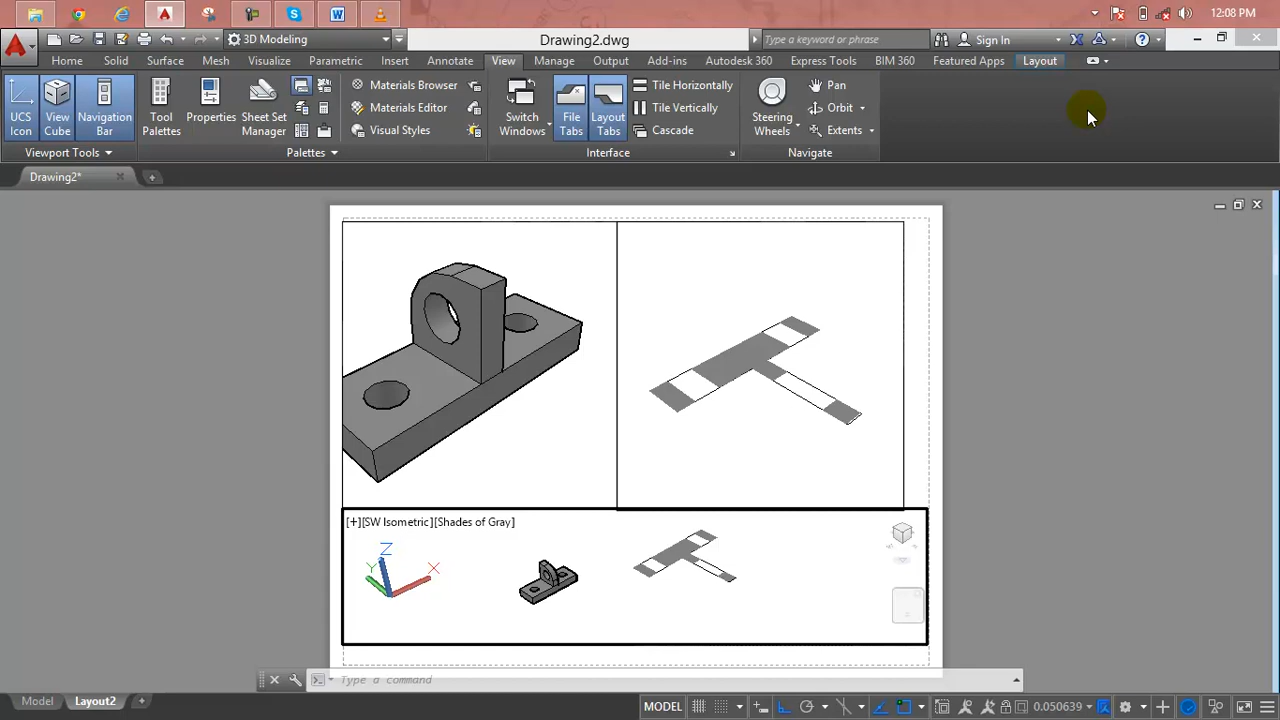 12:08 PM
3D Modeling
Drawing2.dwg
Type a keyword or phrase
Sign In
Home
Solid
Surface
Mesh
Visualize
Parametric
Insert
Annotate
View
Manage
Output
Add-ins
Autodesk 360
Express Tools
BIM 360
Featured Apps
Layout
UCS Icon
View Cube
Navigation Bar
Viewport Tools
Tool Palettes
Properties
Sheet Set Manager
Materials Browser
Materials Editor
Visual Styles
Palettes
Switch Windows
File Tabs
Layout Tabs
Tile Horizontally
Tile Vertically
Cascade
Interface
Steering Wheels
Pan
Orbit
Extents
Navigate
Drawing2*
[+][SW Isometric][Shades of Gray]
Z
Y
X
Type a command
Model
Layout2
MODEL
0.050639